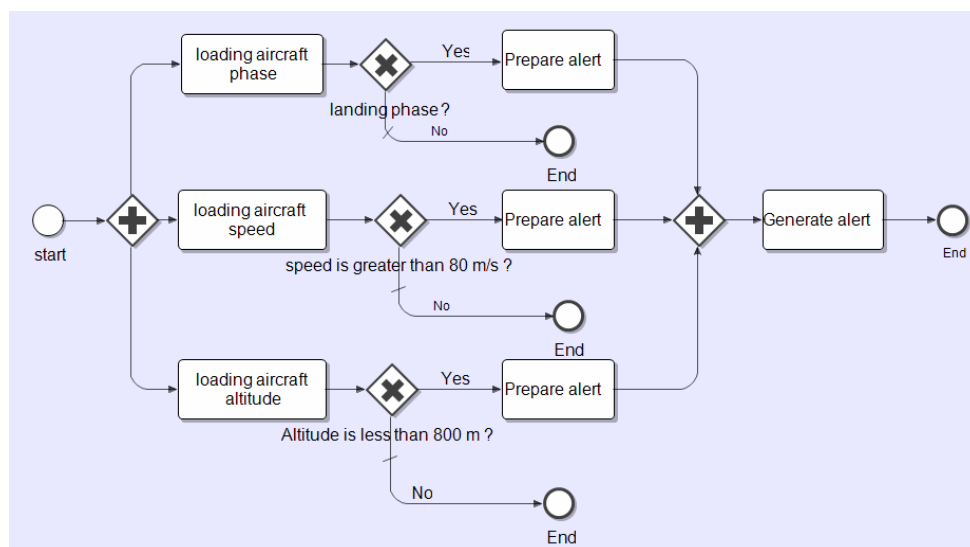 loading aircraft
phase
Yes
Prepare alert
landing phase ?
No
End
start
loading aircraft
speed
Yes
Prepare alert
Generate alert
End
speed is greater than 80 m/s ?
No
End
loading aircraft
altitude
Yes
Prepare alert
Altitude is less than 800 m ?
No
End